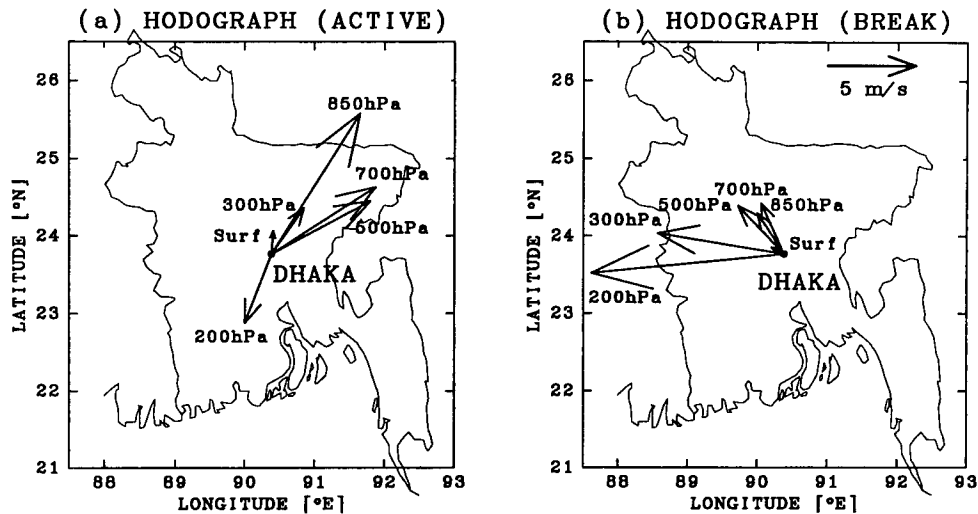 (a) HODOGRAPH (ACTIVE)
26
25
24
23
22
21
LATITUDE [°N]
850hPa
700hPa
300hPa
500hPa
Surf
DHAKA
200hPa
88 89 90 91 92 93
LONGITUDE [°E]
(b) HODOGRAPH (BREAK)
5 m/s
26
25
24
23
22
21
LATITUDE [°N]
700hPa
500hPa
850hPa
300hPa
Surf
DHAKA
200hPa
88 89 90 91 92 93
LONGITUDE [°E]